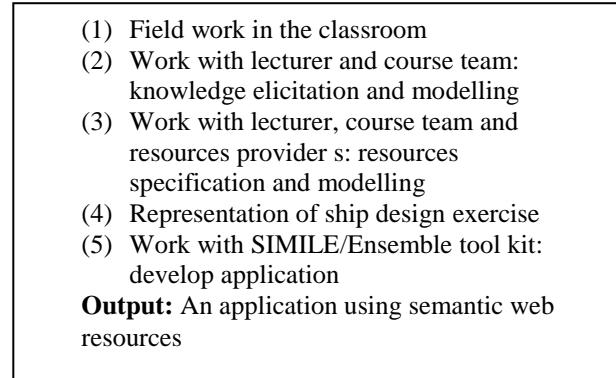 (1) Field work in the classroom
(2) Work with lecturer and course team:
knowledge elicitation and modelling
(3) Work with lecturer, course team and
resources provider s: resources
specification and modelling
(4) Representation of ship design exercise
(5) Work with SIMILE/Ensemble tool kit:
develop application
Output: An application using semantic web
resources